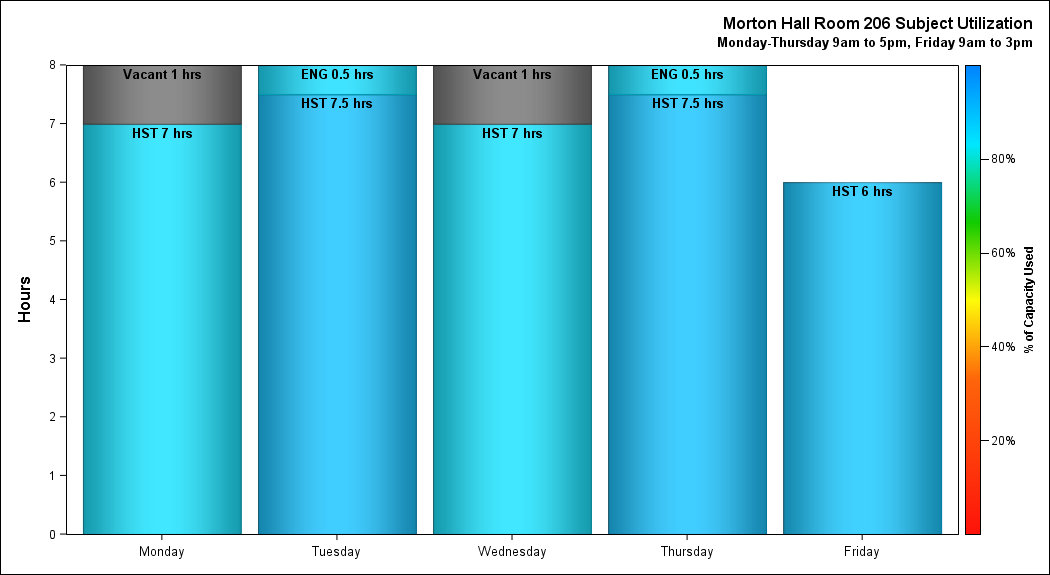 Morton Hall Room 206 Subject Utilization
Monday-Thursday 9am to 5pm, Friday 9am to 3pm
Hours
8
7
6
5
4
3
2
1
0
Vacant 1 hrs
HST 7 hrs
ENG 0.5 hrs
HST 7.5 hrs
Vacant 1 hrs
HST 7 hrs
ENG 0.5 hrs
HST 7.5 hrs
HST 6 hrs
Monday
Tuesday
Wednesday
Thursday
Friday
80%
60%
40%
20%
% of Capacity Used